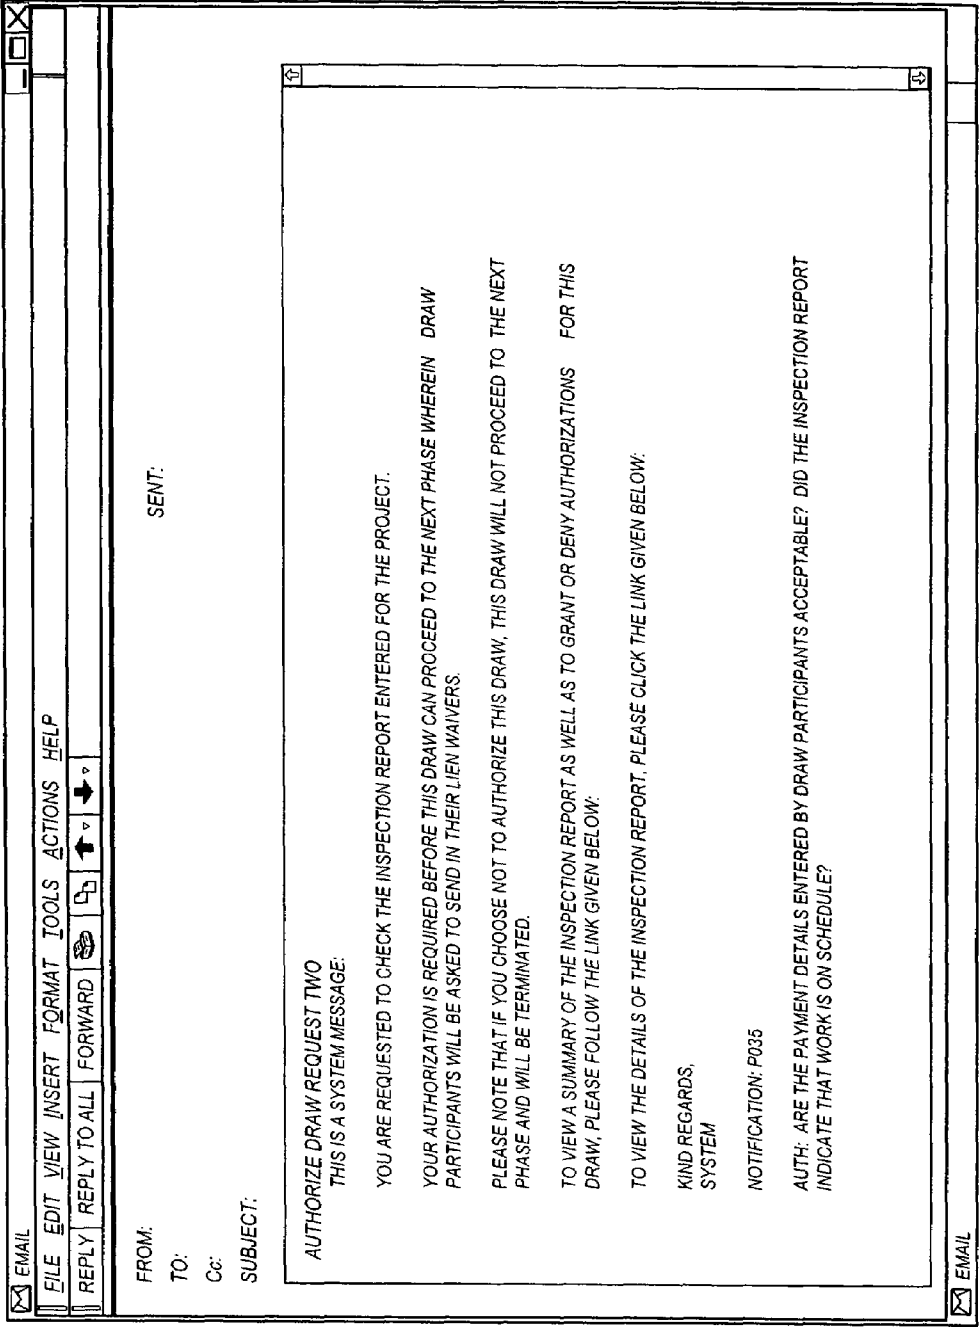 EMAIL
FILE EDIT VIEW INSERT FORMAT TOOLS ACTIONS HELP
REPLY REPLY TO ALL FORWARD
FROM:
SENT:
TO:
Cc:
SUBJECT:
AUTHORIZE DRAW REQUEST TWO
THIS IS A SYSTEM MESSAGE:
YOU ARE REQUESTED TO CHECK THE INSPECTION REPORT ENTERED FOR THE PROJECT.
YOUR AUTHORIZATION IS REQUIRED BEFORE THIS DRAW CAN PROCEED TO THE NEXT PHASE WHEREIN DRAW
PARTICIPANTS WILL BE ASKED TO SEND IN THEIR LIEN WAIVERS.
PLEASE NOTE THAT IF YOU CHOOSE NOT TO AUTHORIZE THIS DRAW, THIS DRAW WILL NOT PROCEED TO THE NEXT
PHASE AND WILL BE TERMINATED.
TO VIEW A SUMMARY OF THE INSPECTION REPORT AS WELL AS TO GRANT OR DENY AUTHORIZATIONS FOR THIS
DRAW, PLEASE FOLLOW THE LINK GIVEN BELOW:
TO VIEW THE DETAILS OF THE INSPECTION REPORT, PLEASE CLICK THE LINK GIVEN BELOW:
KIND REGARDS,
SYSTEM
NOTIFICATION: P035
AUTH: ARE THE PAYMENT DETAILS ENTERED BY DRAW PARTICIPANTS ACCEPTABLE? DID THE INSPECTION REPORT
INDICATE THAT WORK IS ON SCHEDULE?
EMAIL